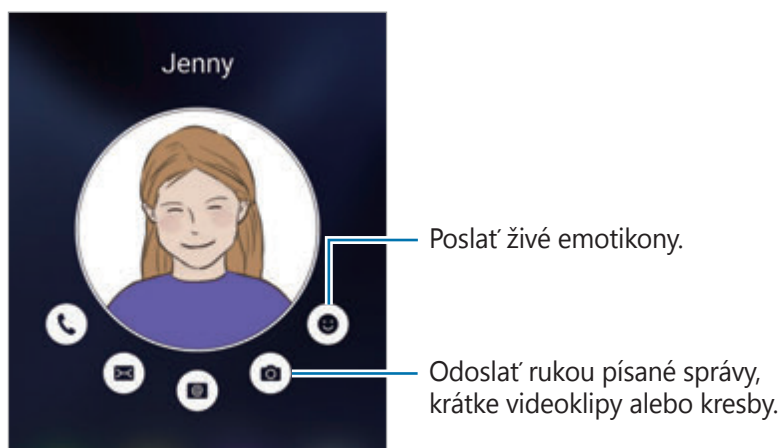 Jenny
Poslať živé emotikony.
Odoslať rukou písané správy,
krátke videoklipy alebo kresby.